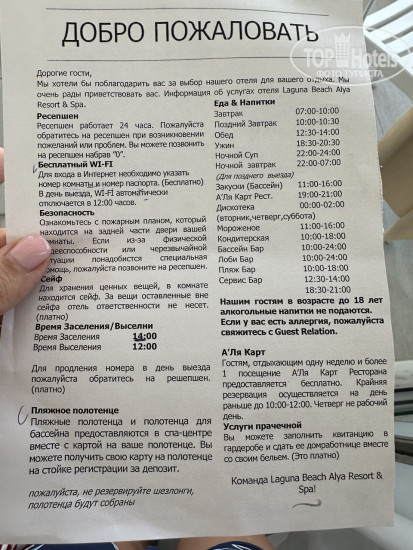 ДОБРО ПОЖАЛОВАТЬ
TOPHotels
ФОТО ТУРИСТА
Дорогие гости,
Мы хотели бы поблагодарить вас за выбор нашего отеля для вашего отдыха. Мы
очень рады приветствовать вас. Информация об услугах отеля Laguna Beach Alya
Resort & Spa.
Ресепшен
Ресепшен работает 24 часа. Пожалуйста
обратитесь на ресепшен при возникновении
пожеланий или проблем. Вы можете позвонить
на ресепшен набрав "0".
Бесплатный WI-FI
Для входа в Интернет необходимо указать
номер комнаты и номер паспорта. (Бесплатно)
В день выезда, WI-FI автоматически
отключается в 12:00 часов.
Безопасность
Ознакомьтесь с пожарным планом, который
находится на задней части двери вашей
комнаты. Если из-за физической
или чрезвычайной
ситуации понадобится специальная
помощь, пожалуйста позвоните на ресепшен.
Сейф
Для хранения ценных вещей, в комнате
находится сейф. За вещи оставленные вне
сейфа отель ответственности не несет.
(платно)
Время Заселения/Выселни
Время Заселения 14:00
Время Выселения 12:00
Для продления номера в день выезда
пожалуйста обратитесь на решепшен.
(платно)
Пляжное полотенце
Пляжные полотенца и полотенца для
бассейна предоставляются в спа-центре
вместе с картой на ваше полотенце. Вы
можете получить свою карту на полотенце
на стойке регистрации за депозит.
пожалуйста, не резервируйте шезлонги,
полотенца будут собраны
Еда & Напитки
Завтрак 07:00-10:00
Поздний Завтрак 10:00-10:30
Обед 12:30-14:00
Ужин 18:30-20:30
Ночной Суп 22:00-24:00
Ночной завтрак 22:00-07:00
(Для позднего выезда)
Закуски (Бассейн) 11:00-16:00
А'Ля Карт Рест. 19:00-21:00
Дискотека 00:00-02:00
(вторник,четверг,суббота)
Мороженое 11:00-16:00
Кондитерская 10:00-18:00
Бассейн Бар 10:00-24:00
Лоби Бар 10:00-24:00
Пляж Бар 10:00-18:00
Сервис Бар 12:30-14:00
18:30-21:00
Нашим гостям в возрасте до 18 лет
алкогольные напитки не подаются.
Если у вас есть аллергия, пожалуйста
свяжитесь с Guest Relation.
А'Ля Карт
Гостям, отдыхающим одну неделю и более
1 посещение А'Ля Карт Ресторана
предоставляется бесплатно. Крайняя
резервация осуществляется на день
раньше до 10:00-12:00. Четверг не рабочий
день.
Услуги прачечной
Вы можете заполнить квитанцию в
гардеробе и сдать ее домработнице вместе
со своим бельем. (Это платно)
Команда Laguna Beach Alya Resort &
Spa!